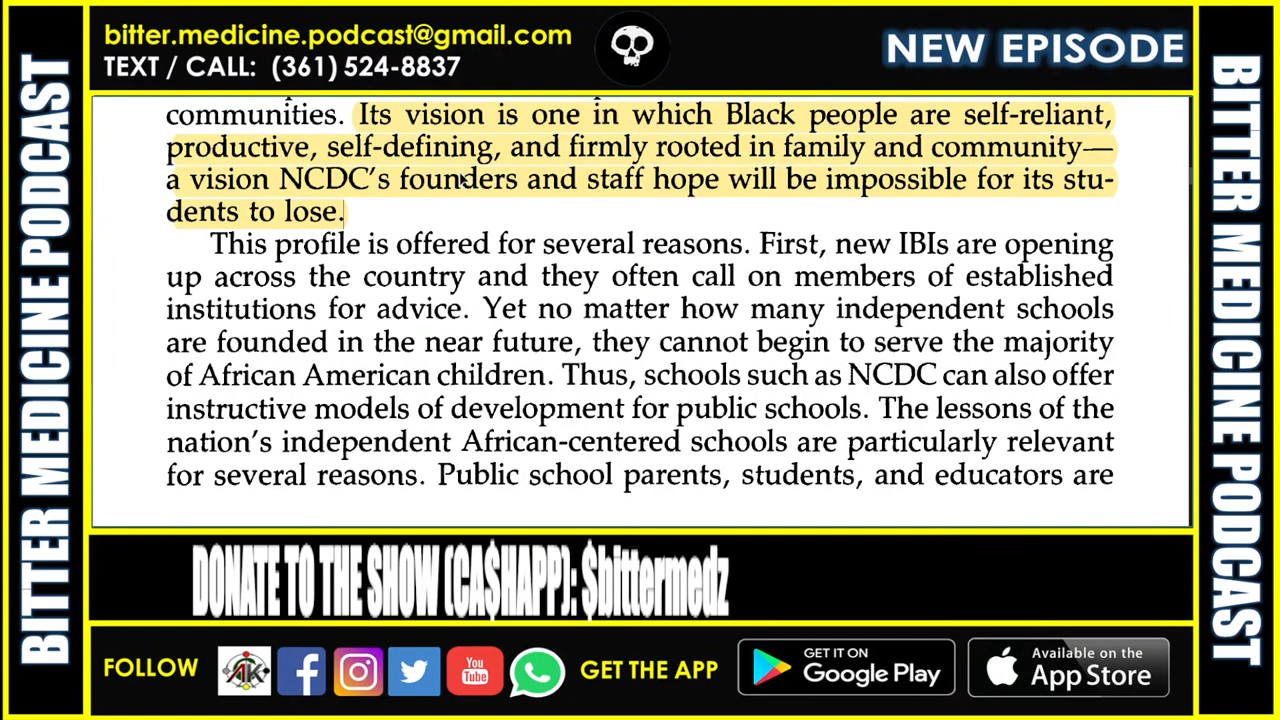 bitter.medicine.podcast@gmail.com
TEXT / CALL: (361) 524-8837
NEW EPISODE
BITTER MEDICINE PODCAST
communities. Its vision is one in which Black people are self-reliant,
productive, self-defining, and firmly rooted in family and community—
a vision NCDC's founders and staff hope will be impossible for its stu-
dents to lose.
This profile is offered for several reasons. First, new IBIs are opening
up across the country and they often call on members of established
institutions for advice. Yet no matter how many independent schools
are founded in the near future, they cannot begin to serve the majority
of African American children. Thus, schools such as NCDC can also offer
instructive models of development for public schools. The lessons of the
nation's independent African-centered schools are particularly relevant
for several reasons. Public school parents, students, and educators are
BITTER MEDICINE PODCAST
DONATE TO THE SHOW (CA$HAPP): $bittermedz
FOLLOW
ATK
You
Tube
GET THE APP
GET IT ON
Google Play
Available on the
App Store